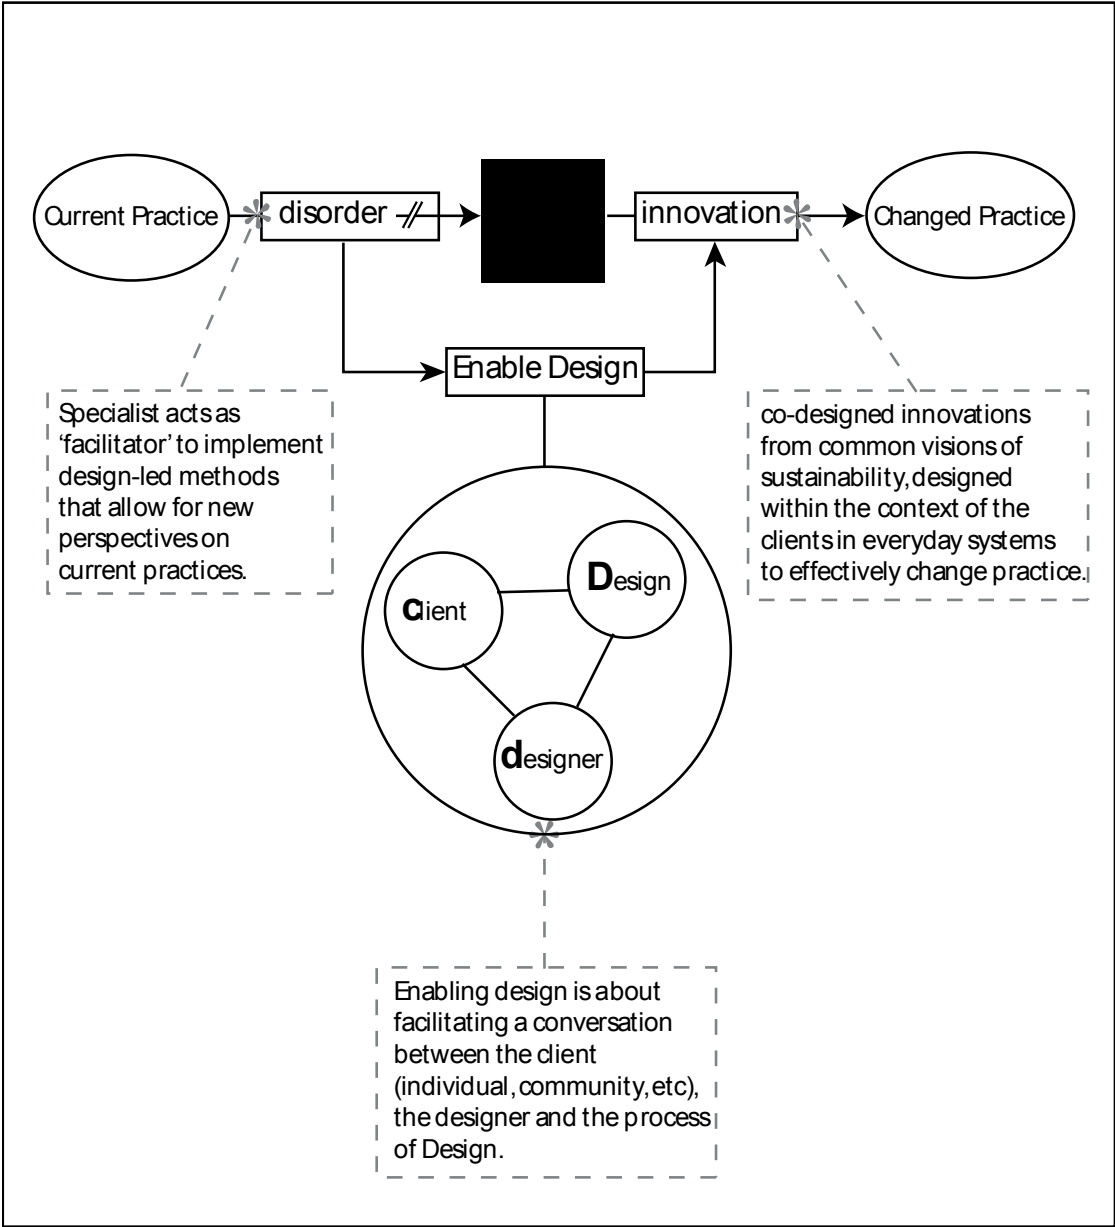 Current Practice
disorder
innovation
Changed Practice
Enable Design
Specialist acts as
‘facilitator’ to implement
design-led methods
that allow for new
perspectives on
current practices.
co-designed innovations
from common visions of
sustainability, designed
within the context of the
clients in everyday systems
to effectively change practice.
Client
Design
designer
Enabling design is about
facilitating a conversation
between the client
(individual, community, etc),
the designer and the process
of Design.